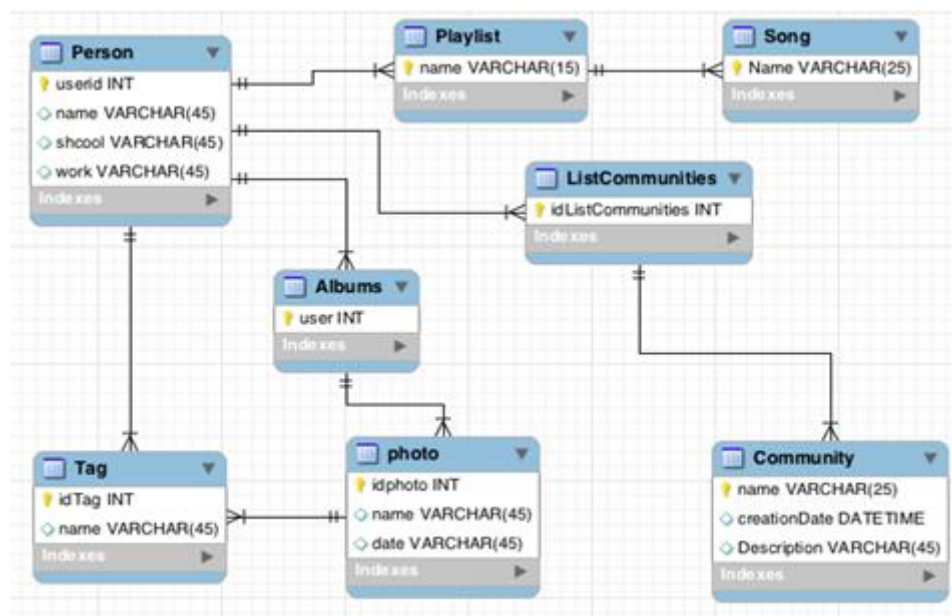 Person
userid INT
name VARCHAR(45)
shcool VARCHAR(45)
work VARCHAR(45)
Indexes
Playlist
name VARCHAR(15)
Indexes
Song
Name VARCHAR(25)
Indexes
ListCommunities
idListCommunities INT
Indexes
Albums
user INT
Indexes
Tag
idTag INT
name VARCHAR(45)
Indexes
photo
idphoto INT
name VARCHAR(45)
date VARCHAR(45)
Indexes
Community
name VARCHAR(25)
creationDate DATETIME
Description VARCHAR(45)
Indexes